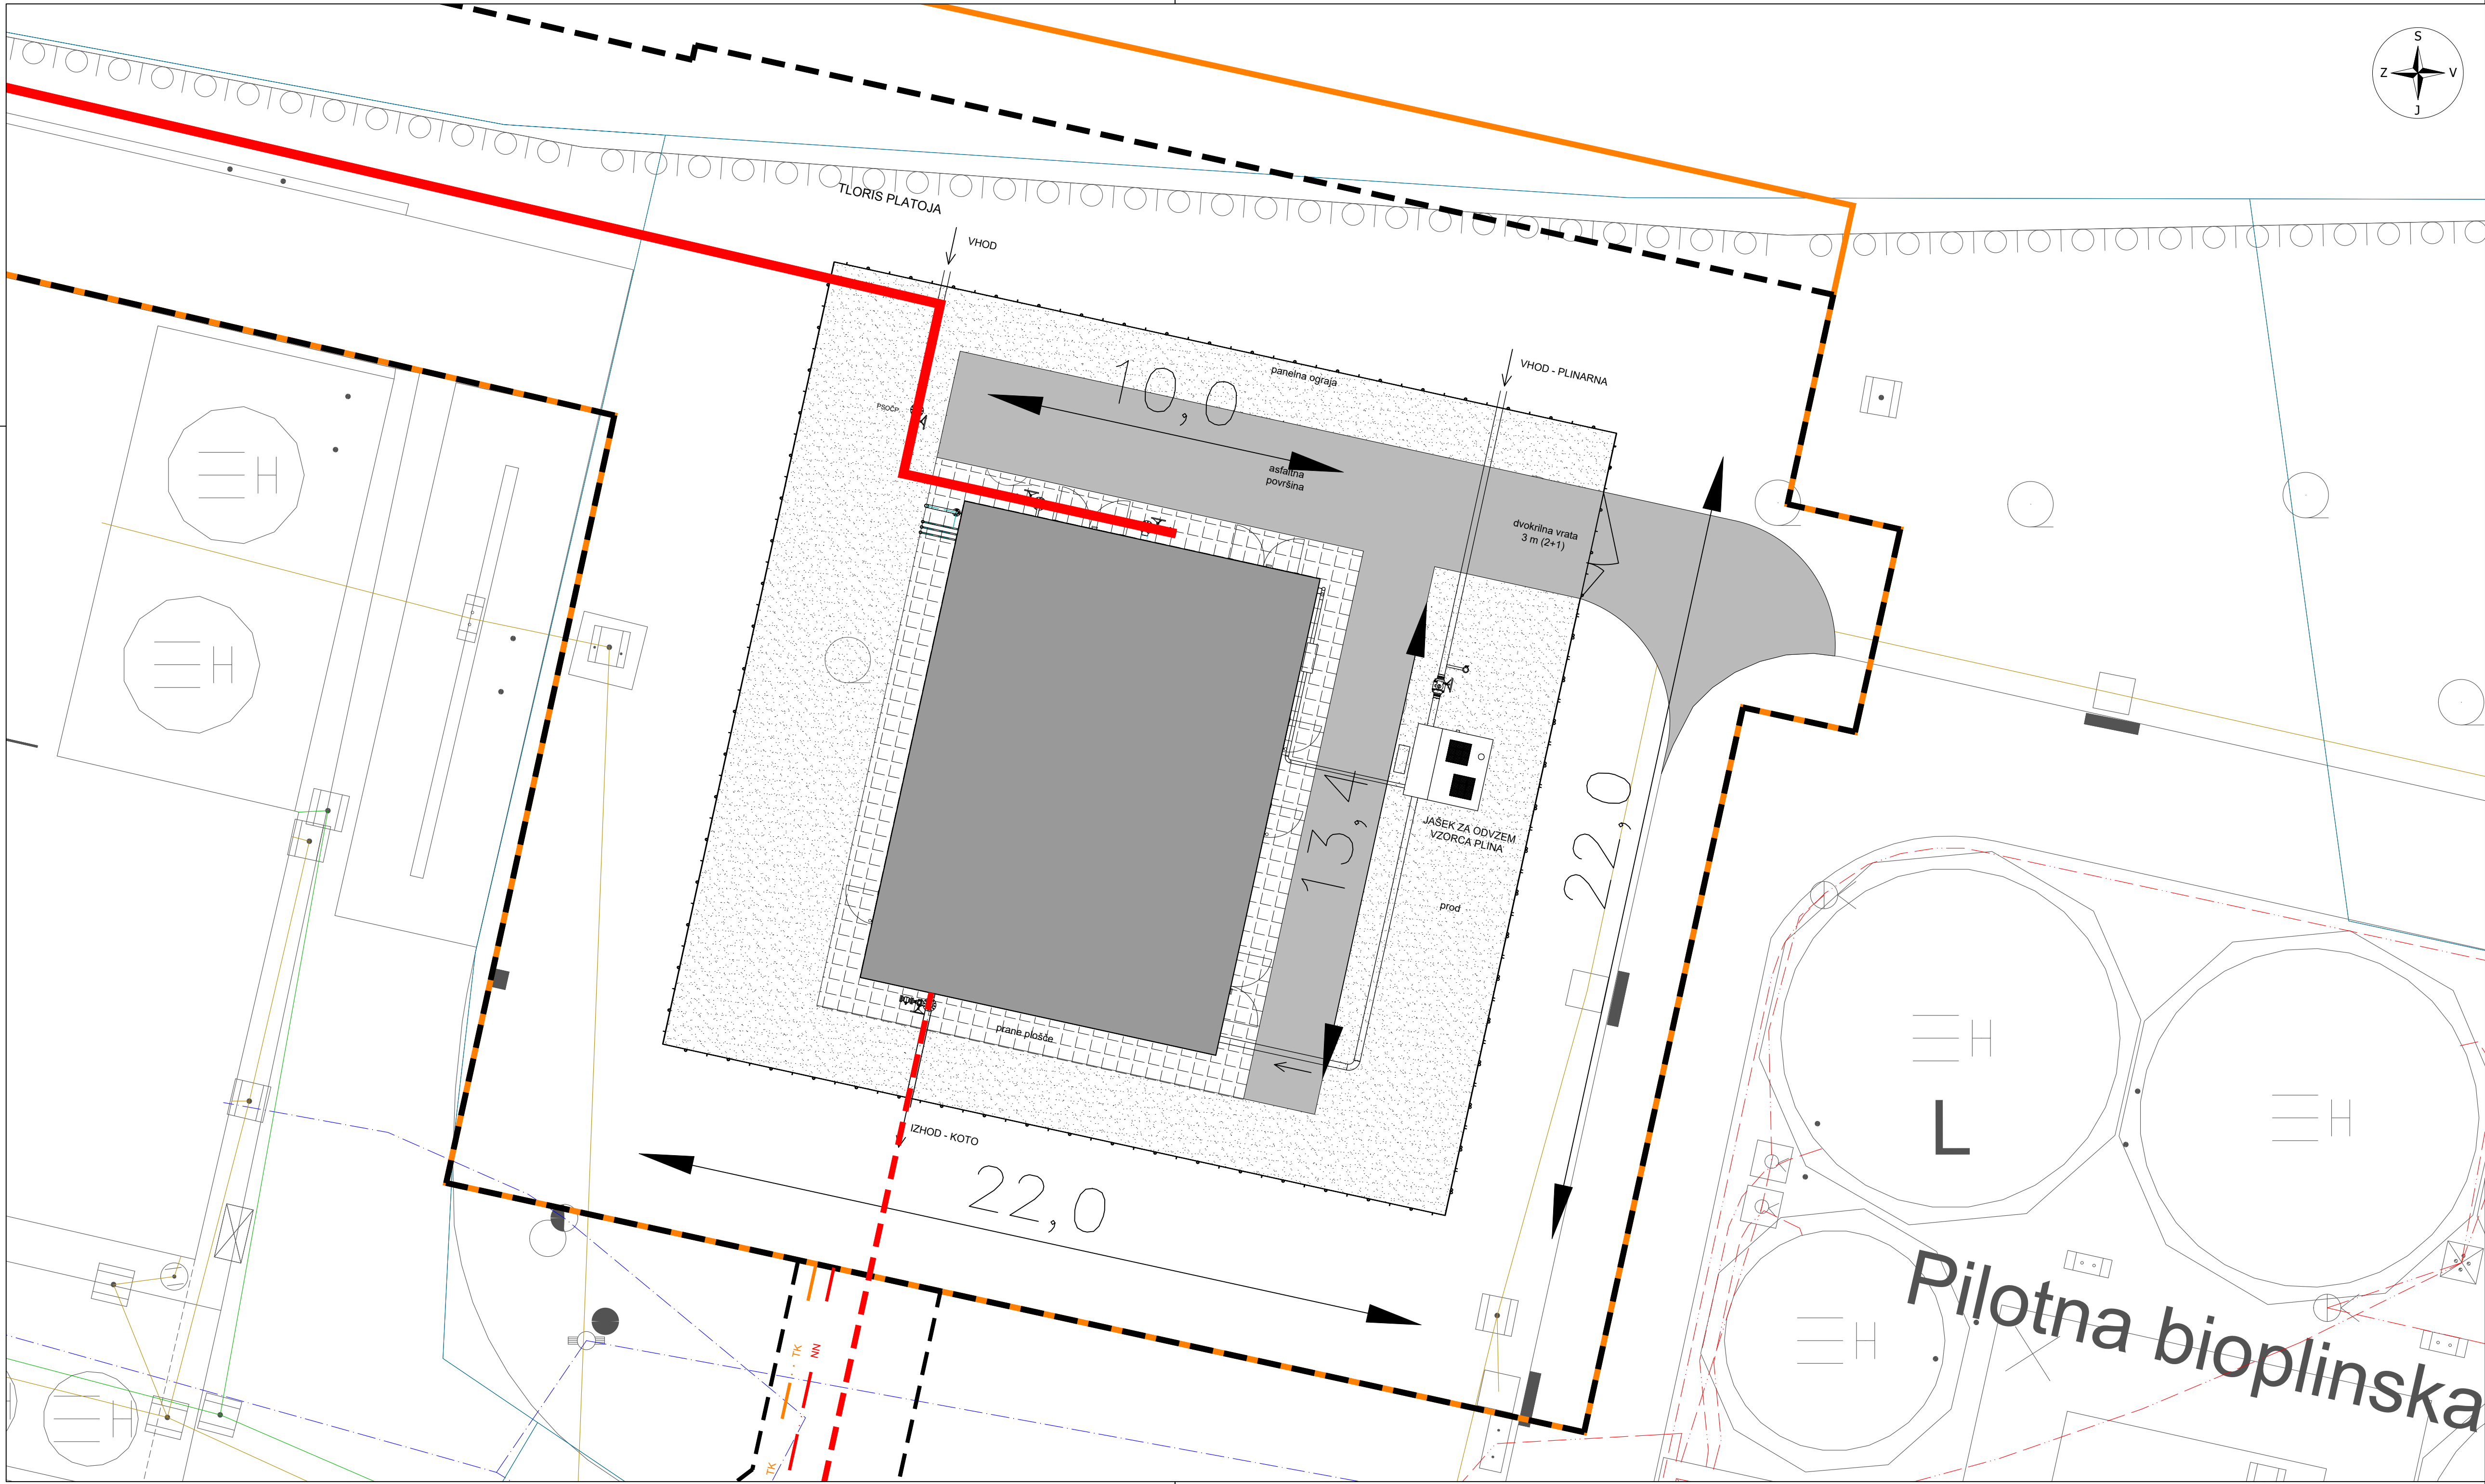 S
Z V
J
TLORIS PLATOJA
VHOD
VHOD - PLINARNA
panelna ograja
10,0
PSOČP
asfaltna
površina
dvokrilna vrata
3 m (2+1)
H
H
13,4
22,0
JAŠEK ZA ODVZEM
VZORCA PLINA
prod
prane plošče
IZHOD - KOTO
22,0
H
L
H
H
Pilotna bioplinska
TK
NN
TK
H